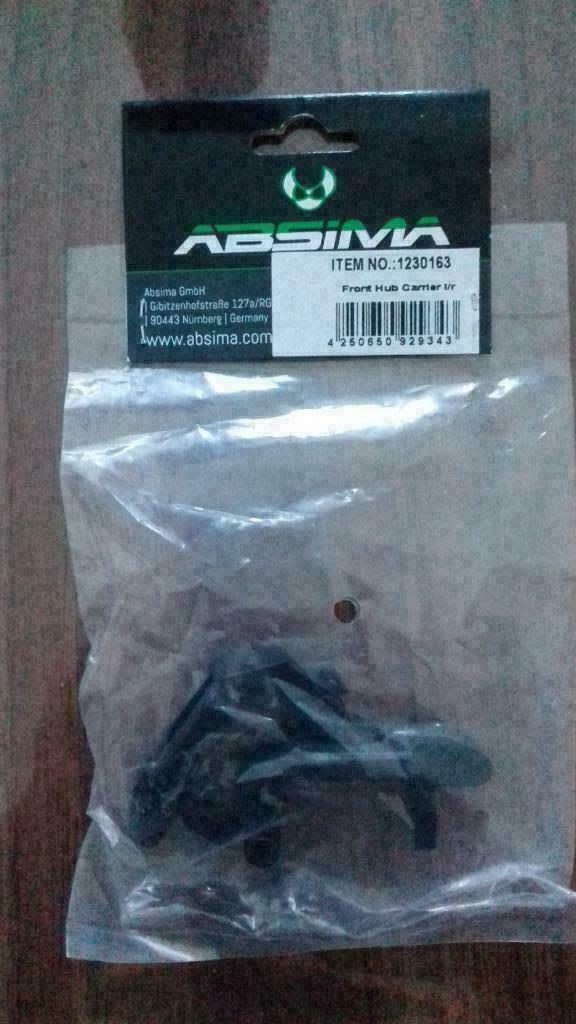 ABSiMA
ITEM NO.:1230163
Front Hub Carrier l/r
4 250650 929343
Absima GmbH
Gibitzenhofstraße 127a/RG
90443 Nürnberg | Germany
www.absima.com